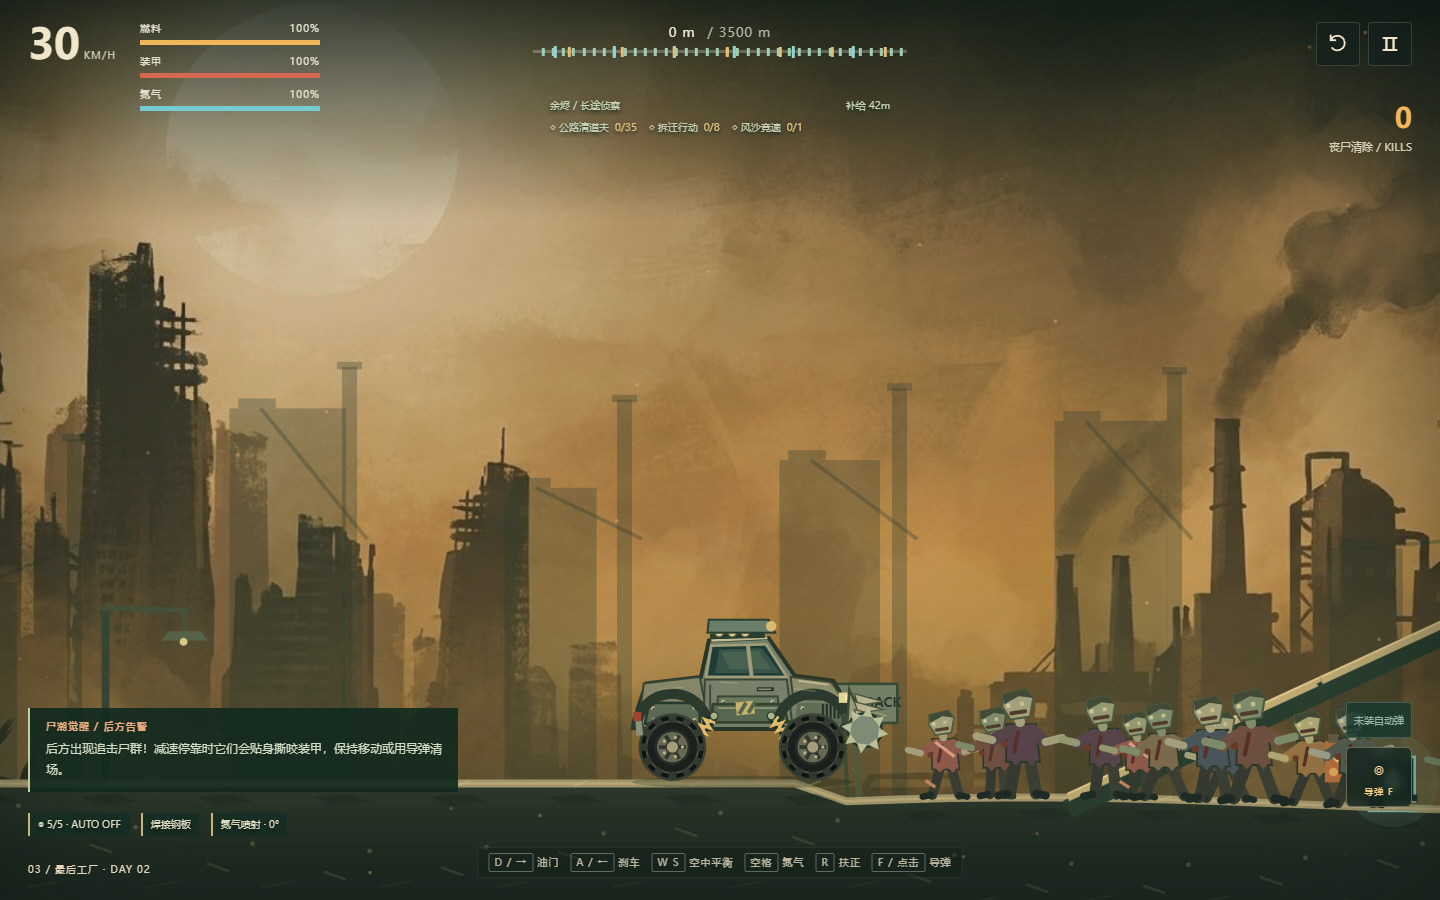 30 KM/H
燃料 100%
装甲 100%
氮气 100%
0 m / 3500 m
余烬 / 长途侦察 补给 42m
公路清道夫 0/35 拆迁行动 0/8 风沙竞速 0/1
0
丧尸清除 / KILLS
ACK
尸潮觉醒 / 后方告警
后方出现追击尸群！减速停靠时它们会贴身撕咬装甲，保持移动或用导弹清
场。
5/5 · AUTO OFF 焊接钢板 氮气喷射 · 0°
未装自动弹
导弹 F
D / → 油门 A / ← 刹车 W S 空中平衡 空格 氮气 R 扶正 F / 点击 导弹
03 / 最后工厂 · DAY 02